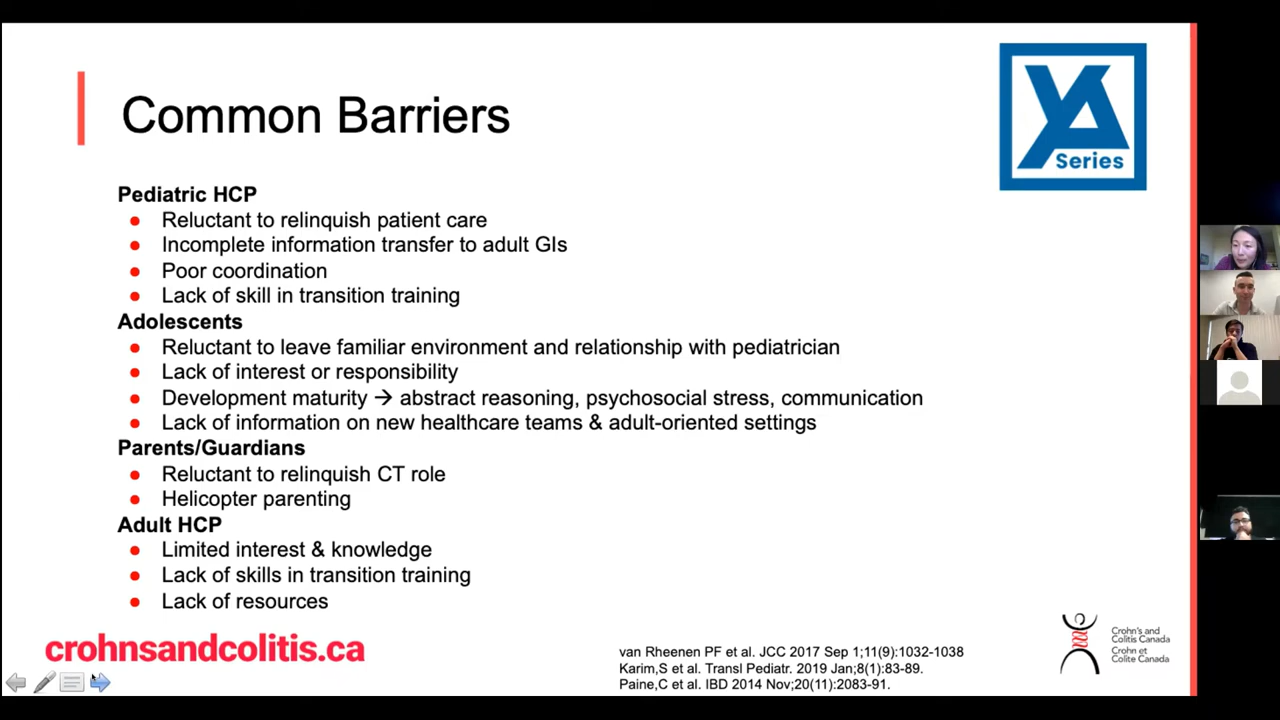 Common Barriers
YA
Series
Pediatric HCP
● Reluctant to relinquish patient care
● Incomplete information transfer to adult GIs
● Poor coordination
● Lack of skill in transition training
Adolescents
● Reluctant to leave familiar environment and relationship with pediatrician
● Lack of interest or responsibility
● Development maturity → abstract reasoning, psychosocial stress, communication
● Lack of information on new healthcare teams & adult-oriented settings
Parents/Guardians
● Reluctant to relinquish CT role
● Helicopter parenting
Adult HCP
● Limited interest & knowledge
● Lack of skills in transition training
● Lack of resources
crohnsandcolitis.ca
van Rheenen PF et al. JCC 2017 Sep 1;11(9):1032-1038
Karim,S et al. Transl Pediatr. 2019 Jan;8(1):83-89.
Paine,C et al. IBD 2014 Nov;20(11):2083-91.
Crohn's and
Colitis Canada
Crohn et
Colite Canada